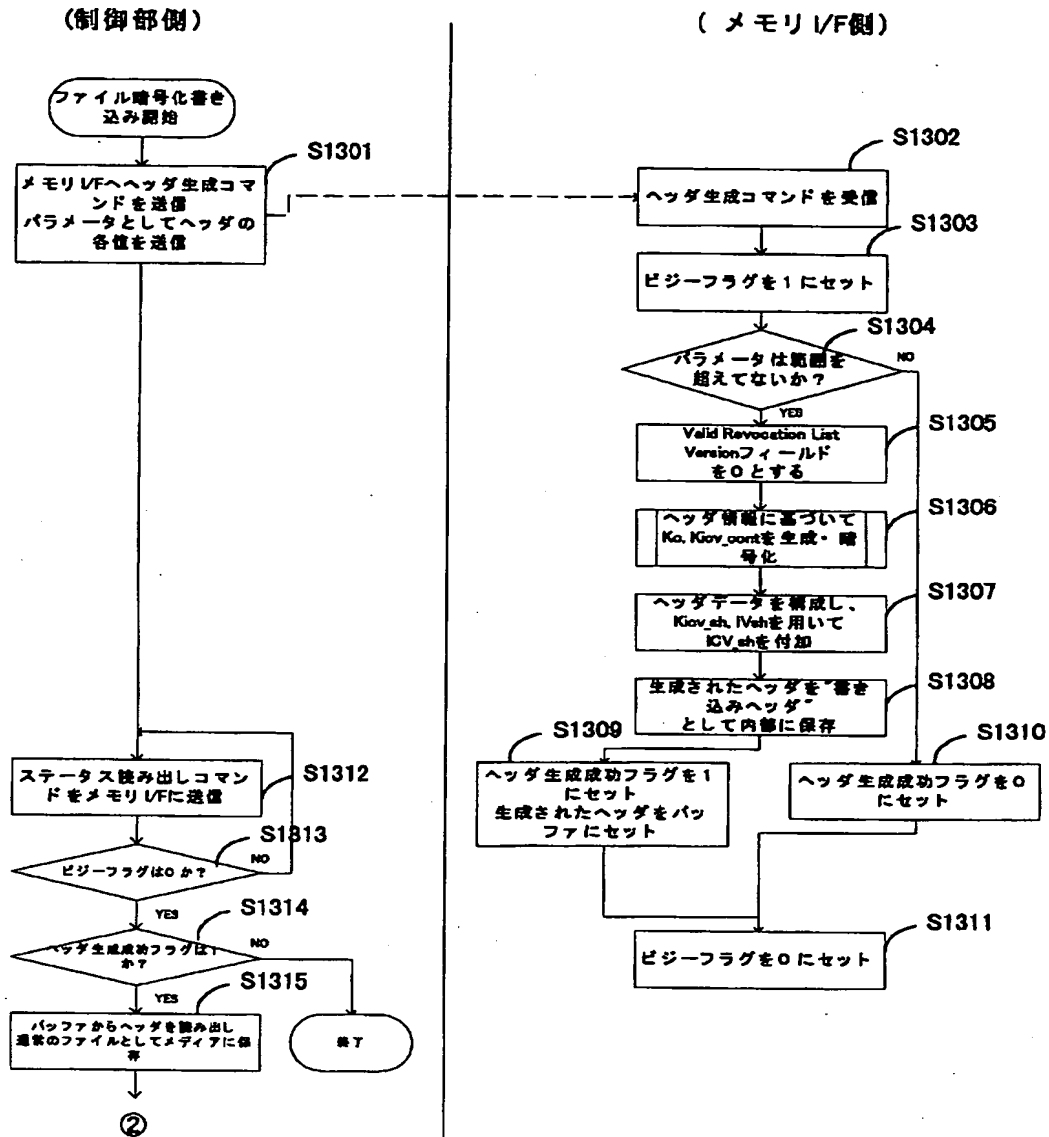 (制御部側)
( メモリ I/F側)
ファイル暗号化書き
込み開始
S1301
メモリI/Fへヘッダ生成コマ
ンドを送信
パラメータとしてヘッダの
各値を送信
S1302
ヘッダ生成コマンドを受信
S1303
ビジーフラグを1にセット
S1304
パラメータは範囲を
超えてないか?
NO
YES
S1305
Valid Revocation List
Versionフィールド
を0とする
S1306
ヘッダ情報に基づいて
Kc, Kicv_contを生成・暗
号化
S1307
ヘッダデータを構成し、
Kicv_sh, IVshを用いて
ICV_shを付加
S1308
生成されたヘッダを"書き
込みヘッダ"
として内部に保存
S1309
ヘッダ生成成功フラグを1
にセット
生成されたヘッダをバッ
ファにセット
S1310
ヘッダ生成成功フラグを0
にセット
S1311
ビジーフラグを0にセット
S1312
ステータス読み出しコマン
ドをメモリI/Fに送信
S1313
ビジーフラグは0か?
NO
YES
S1314
ヘッダ生成成功フラグは1
か?
NO
YES
S1315
バッファからヘッダを読み出し
通常のファイルとしてメディアに保
存
終了
②